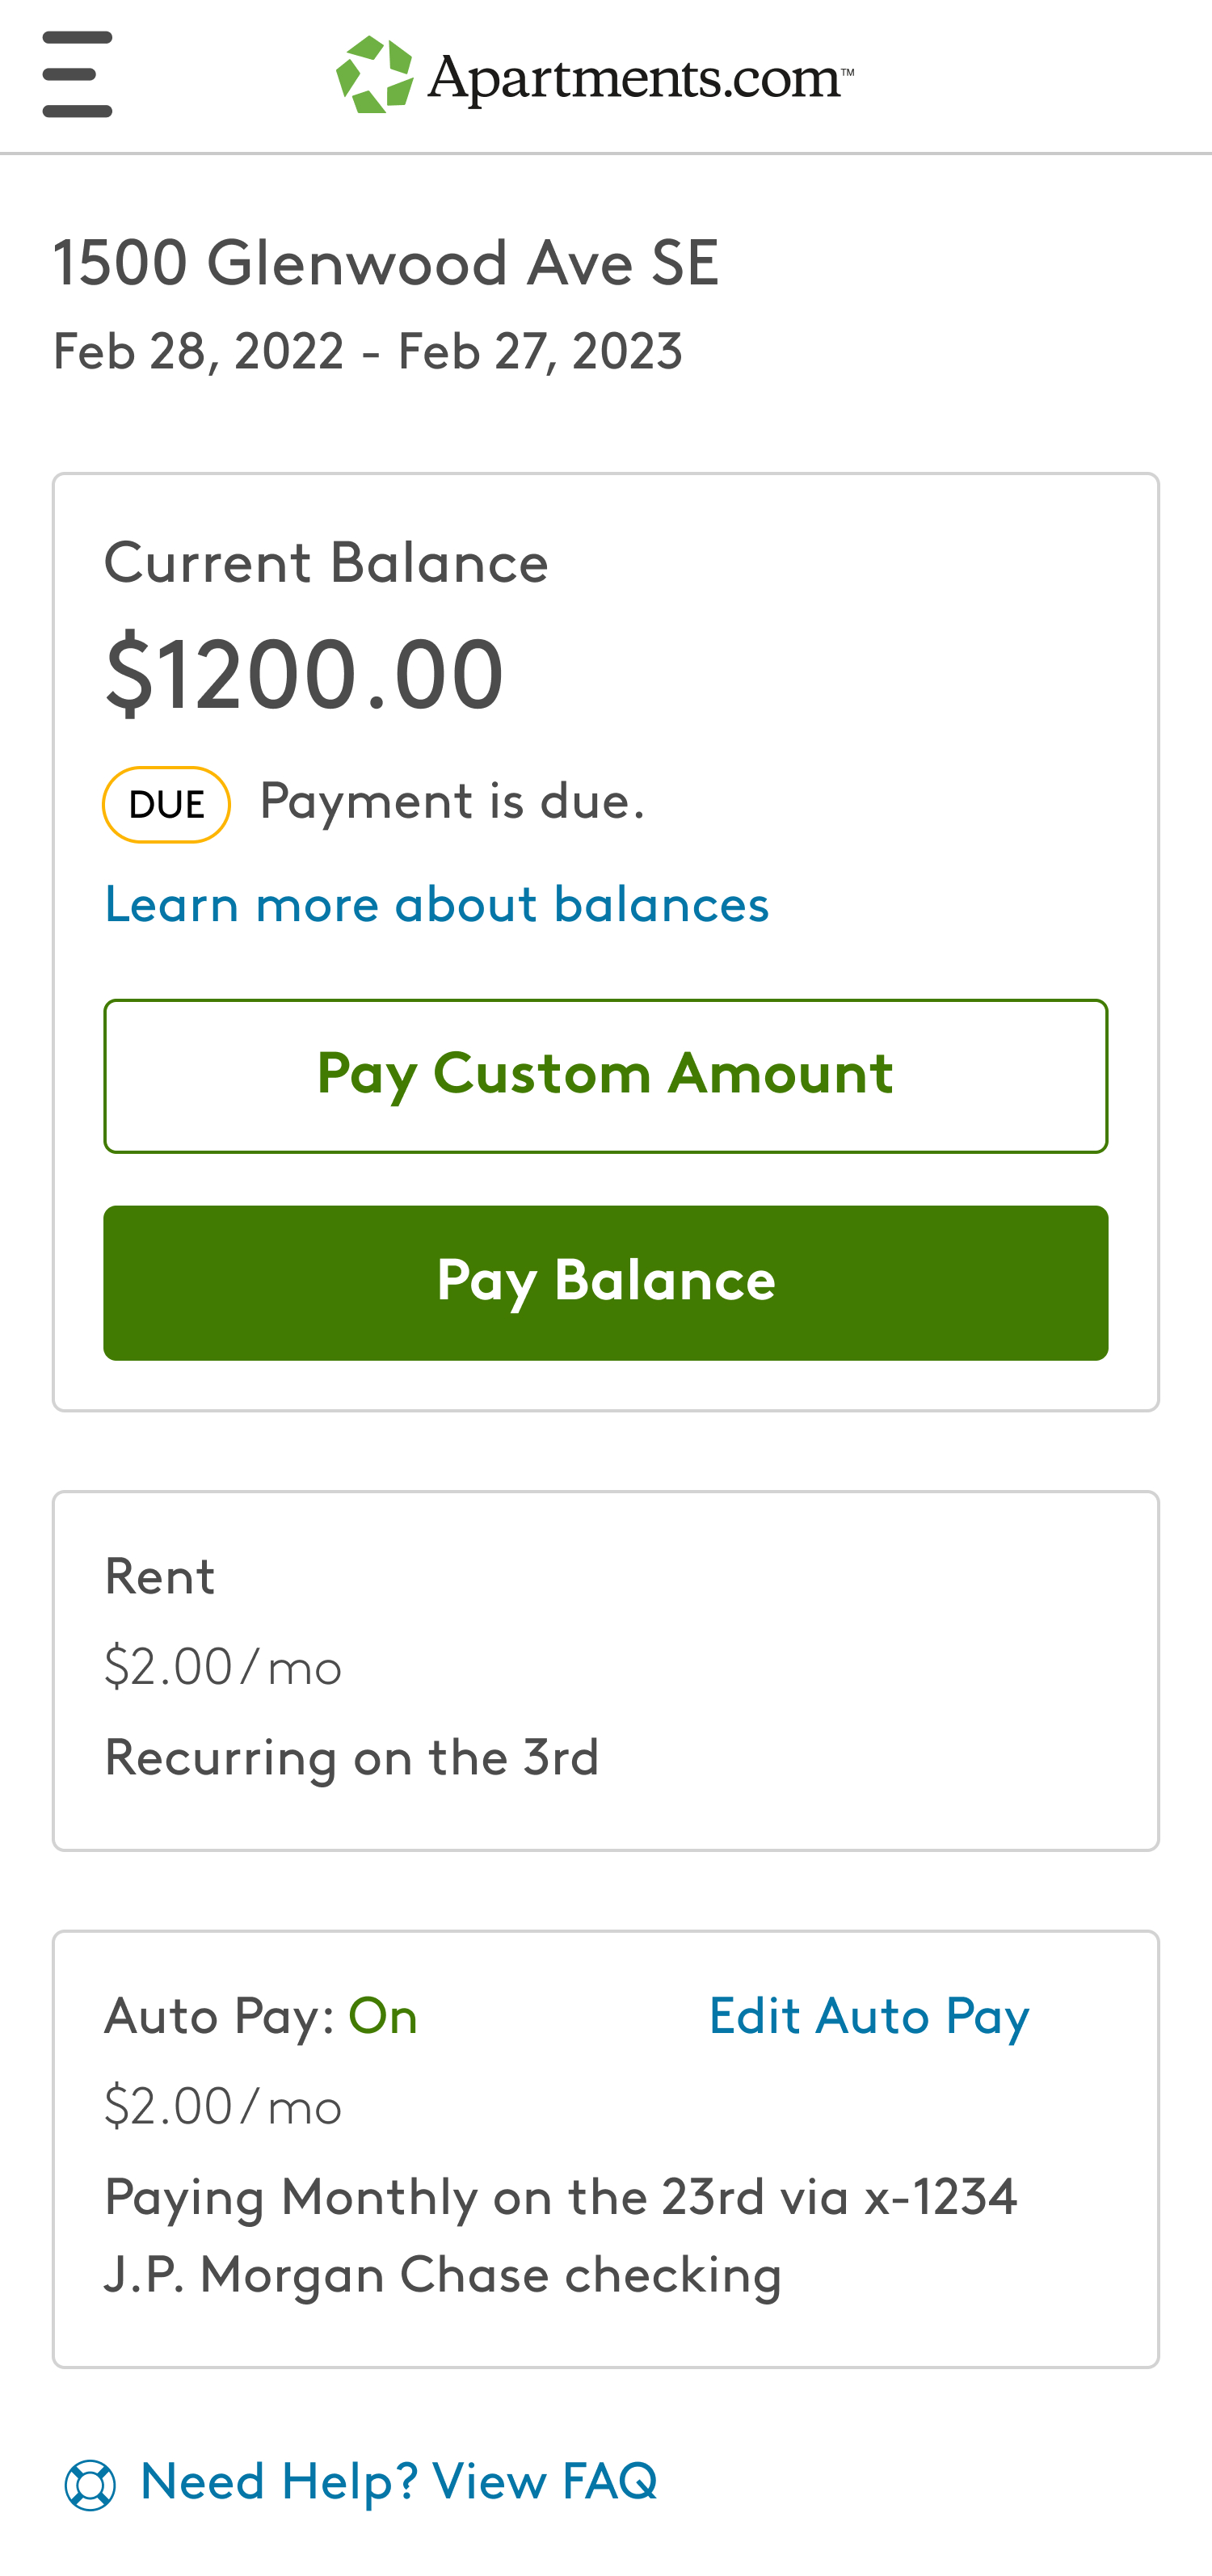 Apartments.com™
1500 Glenwood Ave SE
Feb 28, 2022 - Feb 27, 2023
Current Balance
$1200.00
DUE Payment is due.
Learn more about balances
Pay Custom Amount
Pay Balance
Rent
$2.00/mo
Recurring on the 3rd
Auto Pay: On Edit Auto Pay
$2.00/mo
Paying Monthly on the 23rd via x-1234
J.P. Morgan Chase checking
Need Help? View FAQ